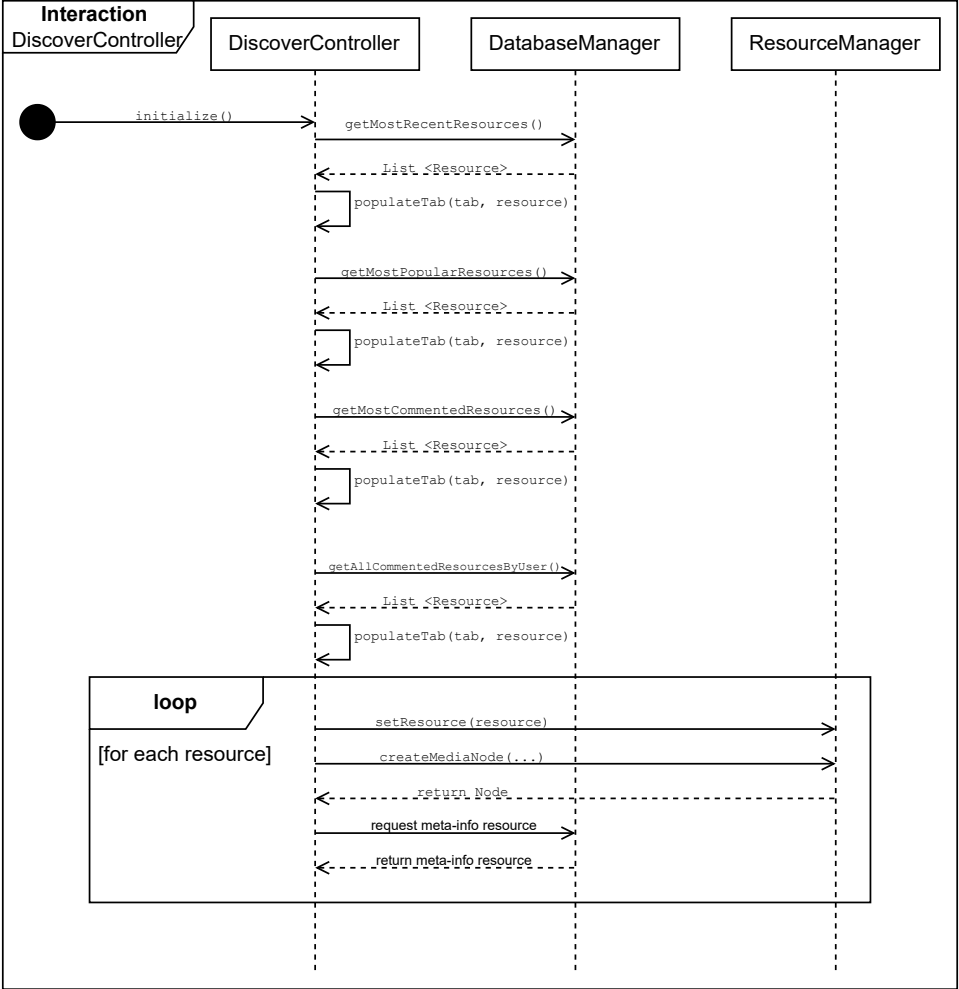 Interaction
DiscoverController
DiscoverController
DatabaseManager
ResourceManager
initialize()
getMostRecentResources()
List <Resource>
populateTab(tab, resource)
getMostPopularResources()
List <Resource>
populateTab(tab, resource)
getMostCommentedResources()
List <Resource>
populateTab(tab, resource)
getAllCommentedResourcesByUser()
List <Resource>
populateTab(tab, resource)
loop
setResource(resource)
[for each resource]
createMediaNode(...)
return Node
request meta-info resource
return meta-info resource